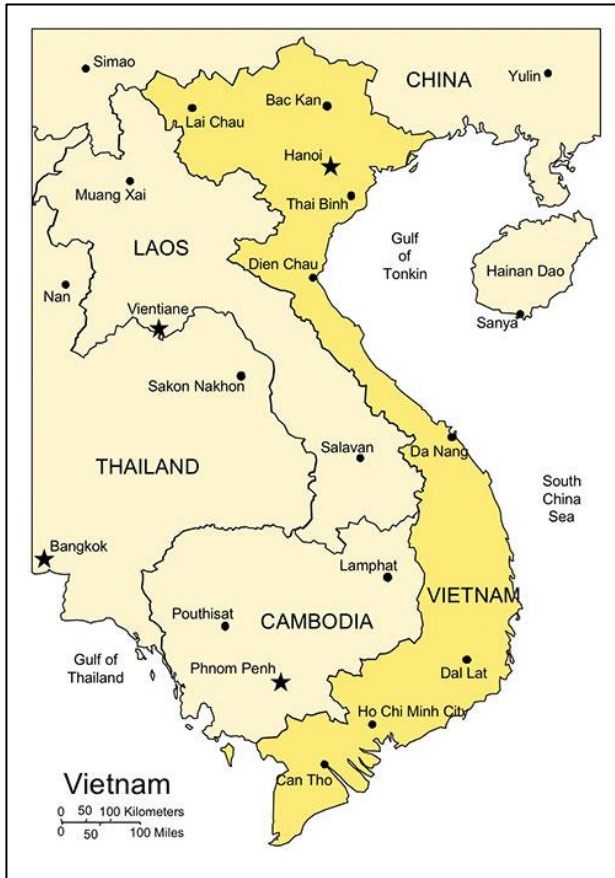 Simao
CHINA
Yulin
Bac Kan
Lai Chau
Hanoi
Muang Xai
Thai Binh
LAOS
Gulf
of
Tonkin
Dien Chau
Hainan Dao
Nan
Vientiane
Sanya
Sakon Nakhon
Salavan
Da Nang
THAILAND
South
China
Sea
Bangkok
Lamphat
VIETNAM
Pouthisat
CAMBODIA
Gulf of
Thailand
Phnom Penh
Dal Lat
Ho Chi Minh City
Can Tho
Vietnam
0 50 100 Kilometers
0 50 100 Miles